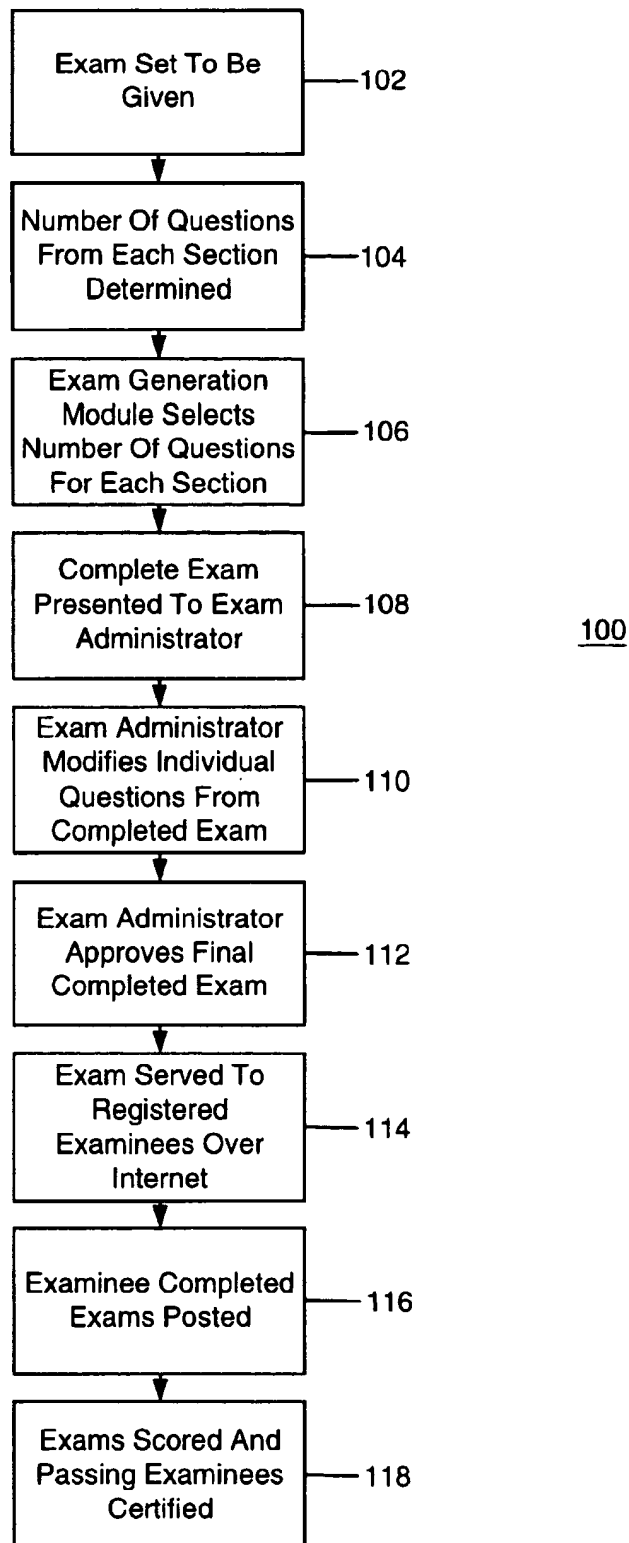 Exam Set To Be
Given
102
Number Of Questions
From Each Section
Determined
104
Exam Generation
Module Selects
Number Of Questions
For Each Section
106
Complete Exam
Presented To Exam
Administrator
108
100
Exam Administrator
Modifies Individual
Questions From
Completed Exam
110
Exam Administrator
Approves Final
Completed Exam
112
Exam Served To
Registered
Examinees Over
Internet
114
Examinee Completed
Exams Posted
116
Exams Scored And
Passing Examinees
Certified
118